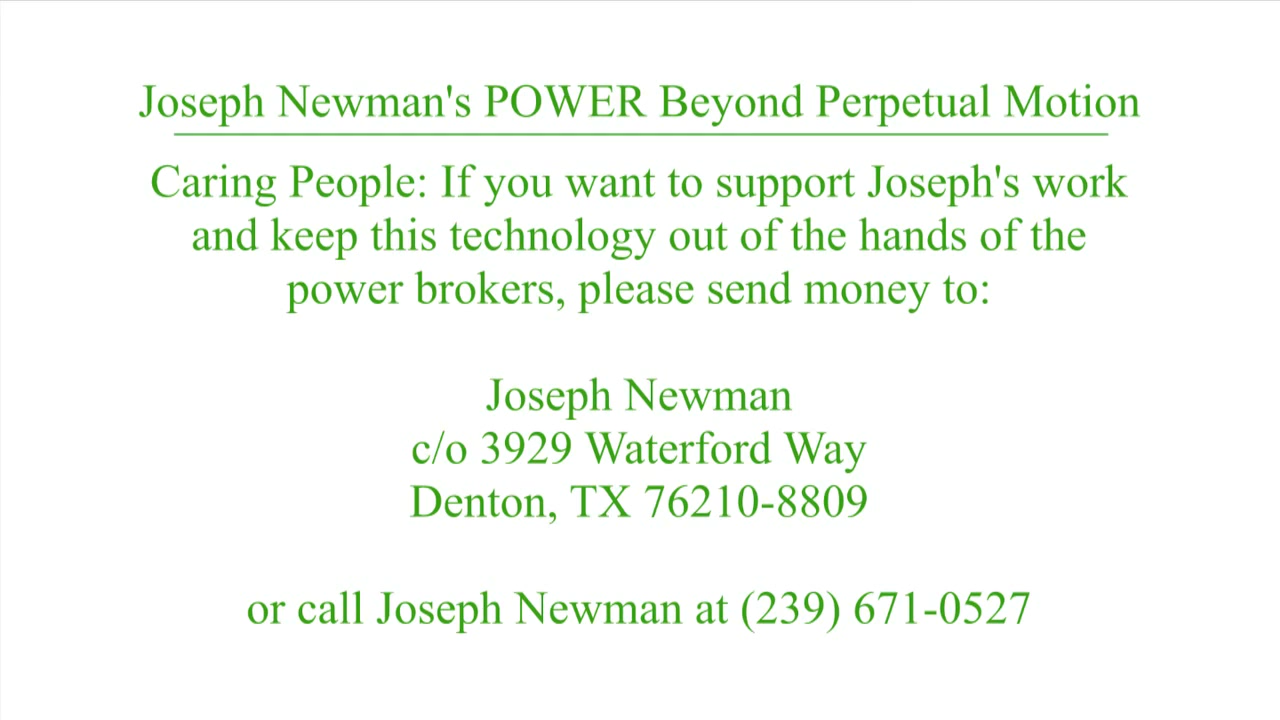 Joseph Newman's POWER Beyond Perpetual Motion
Caring People: If you want to support Joseph's work
and keep this technology out of the hands of the
power brokers, please send money to:
Joseph Newman
c/o 3929 Waterford Way
Denton, TX 76210-8809
or call Joseph Newman at (239) 671-0527